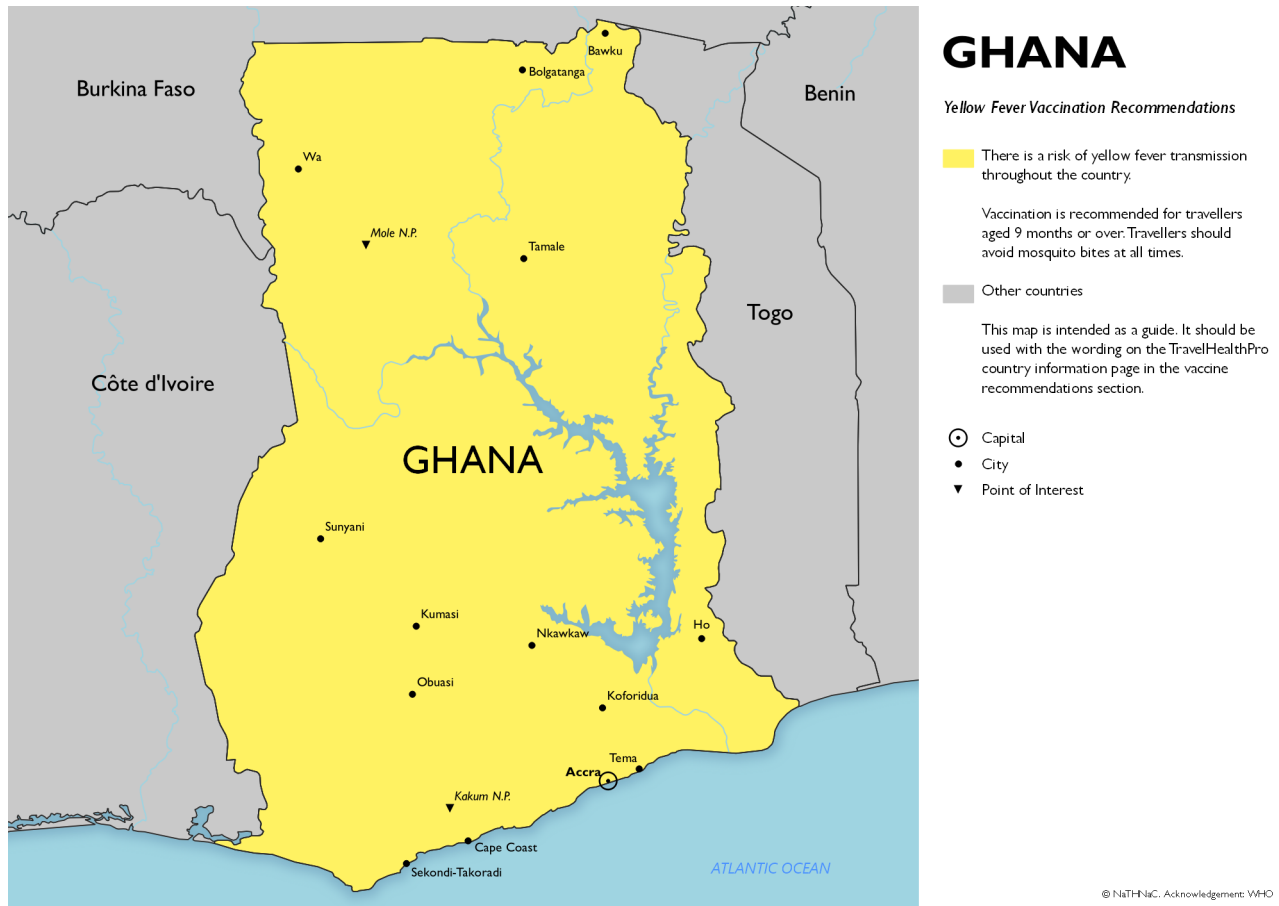 Burkina Faso
Benin
Bawku
Bolgatanga
Wa
Mole N.P.
Tamale
Togo
Côte d'Ivoire
GHANA
Sunyani
Kumasi
Nkawkaw
Ho
Obuasi
Koforidua
Tema
Accra
Kakum N.P.
Cape Coast
Sekondi-Takoradi
ATLANTIC OCEAN
GHANA
Yellow Fever Vaccination Recommendations
There is a risk of yellow fever transmission
throughout the country.
Vaccination is recommended for travellers
aged 9 months or over. Travellers should
avoid mosquito bites at all times.
Other countries
This map is intended as a guide. It should be
used with the wording on the TravelHealthPro
country information page in the vaccine
recommendations section.
Capital
City
Point of Interest
© NaTHNaC. Acknowledgement: WHO